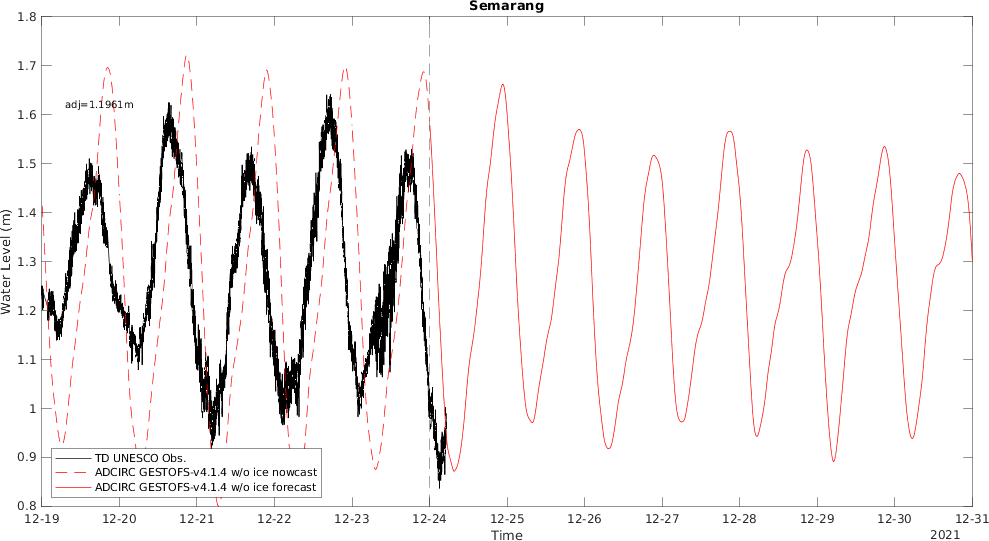 Semarang
1.8
1.7
1.6
1.5
1.4
1.3
1.2
1.1
1
0.9
0.8
Water Level (m)
adj=1.1961m
TD UNESCO Obs.
ADCIRC GESTOFS-v4.1.4 w/o ice nowcast
ADCIRC GESTOFS-v4.1.4 w/o ice forecast
12-19 12-20 12-21 12-22 12-23 12-24 12-25 12-26 12-27 12-28 12-29 12-30 12-31
Time
2021